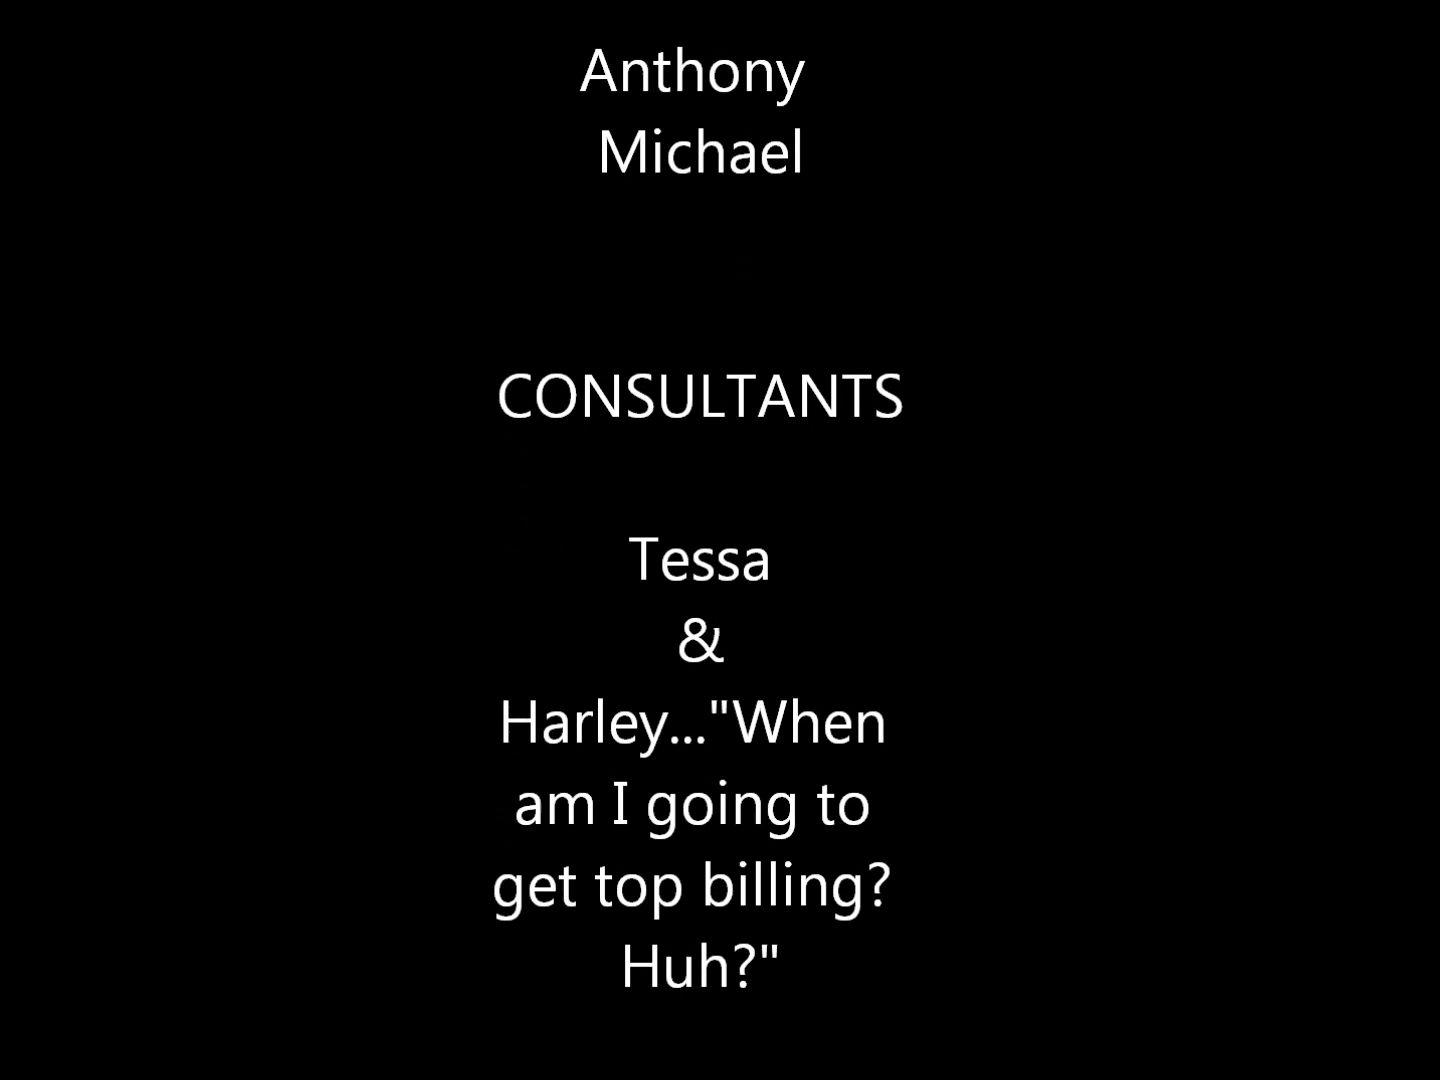 Anthony
Michael
CONSULTANTS
Tessa
&
Harley..."When
am I going to
get top billing?
Huh?"